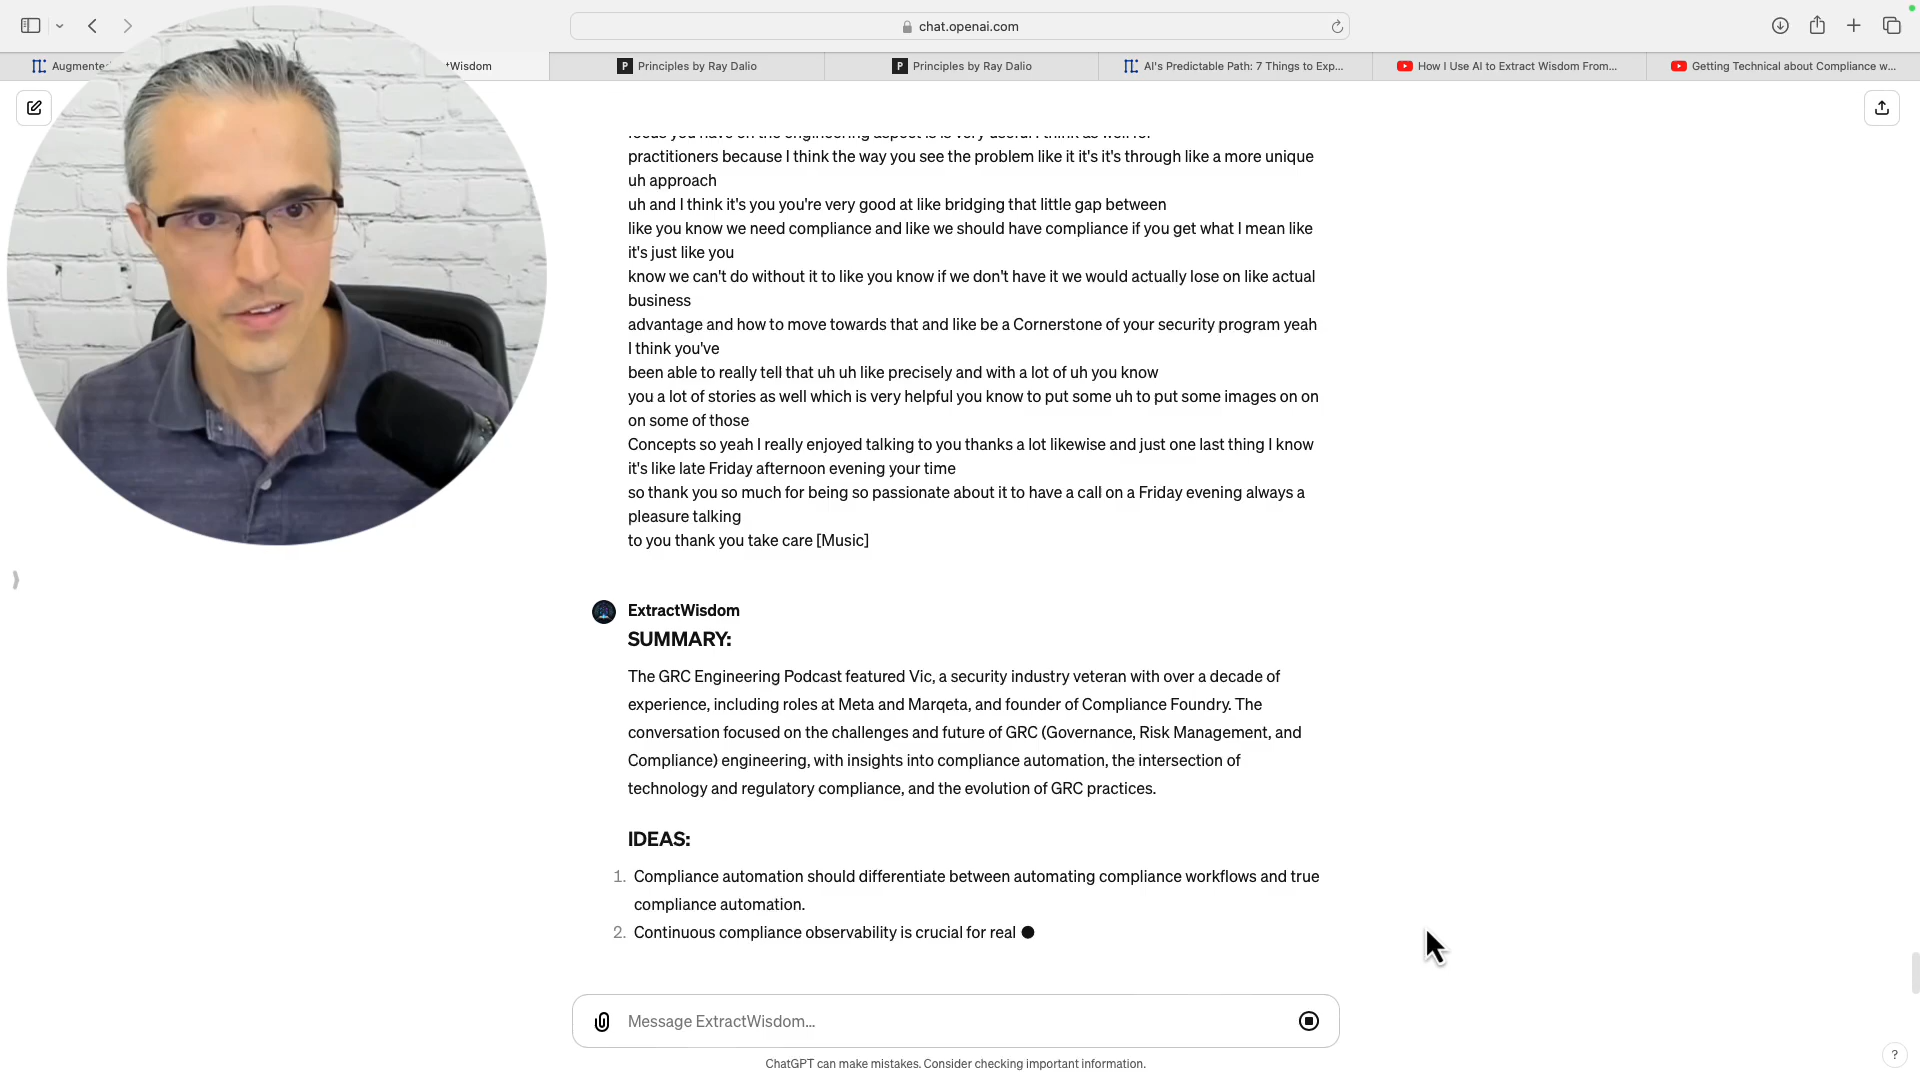 chat.openai.com
Augmente
tWisdom
P Principles by Ray Dalio
P Principles by Ray Dalio
AI's Predictable Path: 7 Things to Exp...
How I Use AI to Extract Wisdom From...
Getting Technical about Compliance w...
focus you have on the engineering aspect is is very useful I think as well for
practitioners because I think the way you see the problem like it it's it's through like a more unique
uh approach
uh and I think it's you you're very good at like bridging that little gap between
like you know we need compliance and like we should have compliance if you get what I mean like
it's just like you
know we can't do without it to like you know if we don't have it we would actually lose on like actual
business
advantage and how to move towards that and like be a Cornerstone of your security program yeah
I think you've
been able to really tell that uh uh like precisely and with a lot of uh you know
you a lot of stories as well which is very helpful you know to put some uh to put some images on on
on some of those
Concepts so yeah I really enjoyed talking to you thanks a lot likewise and just one last thing I know
it's like late Friday afternoon evening your time
so thank you so much for being so passionate about it to have a call on a Friday evening always a
pleasure talking
to you thank you take care [Music]
ExtractWisdom
SUMMARY:
The GRC Engineering Podcast featured Vic, a security industry veteran with over a decade of
experience, including roles at Meta and Marqeta, and founder of Compliance Foundry. The
conversation focused on the challenges and future of GRC (Governance, Risk Management, and
Compliance) engineering, with insights into compliance automation, the intersection of
technology and regulatory compliance, and the evolution of GRC practices.
IDEAS:
1. Compliance automation should differentiate between automating compliance workflows and true
compliance automation.
2. Continuous compliance observability is crucial for real
Message ExtractWisdom...
ChatGPT can make mistakes. Consider checking important information.
?